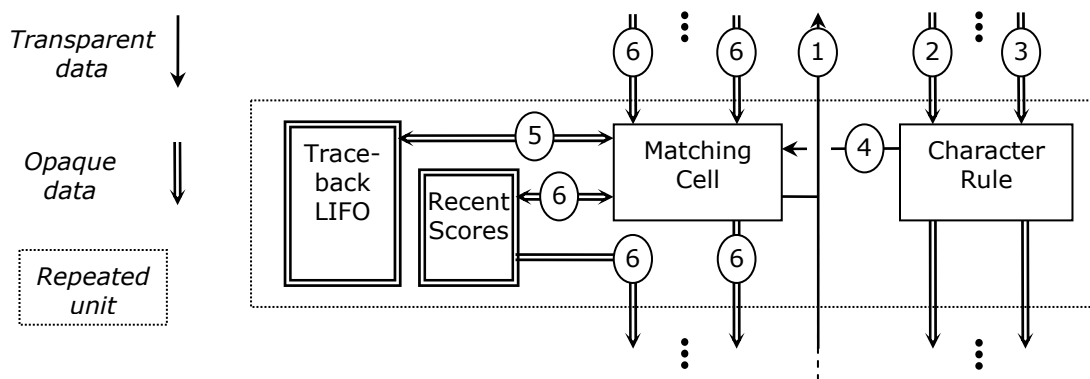 Transparent
data
Opaque
data
Repeated
unit
6
6
1
2
3
Trace-
back
LIFO
5
Matching
Cell
4
Character
Rule
Recent
Scores
6
6
6